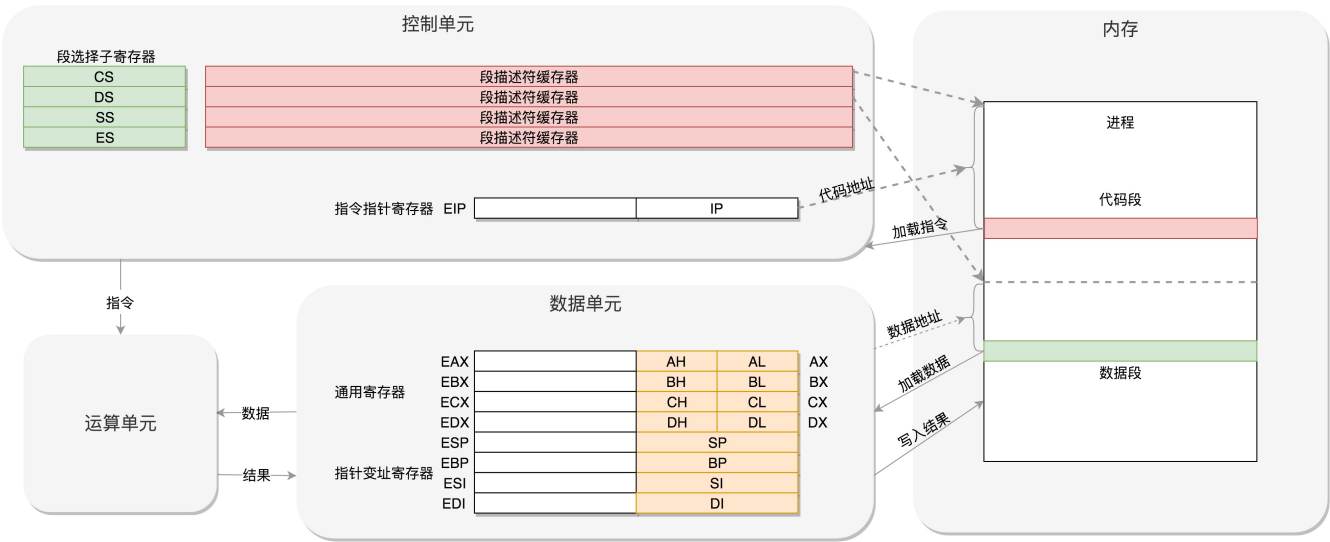 控制单元
段选择子寄存器
CS
段描述符缓存器
DS
段描述符缓存器
SS
段描述符缓存器
ES
段描述符缓存器
指令指针寄存器 EIP
IP
代码地址
加载指令
内存
进程
代码段
数据段
指令
运算单元
数据
结果
数据单元
通用寄存器
指针变址寄存器
EAX AH AL AX
EBX BH BL BX
ECX CH CL CX
EDX DH DL DX
ESP SP
EBP BP
ESI SI
EDI DI
数据地址
加载数据
写入结果